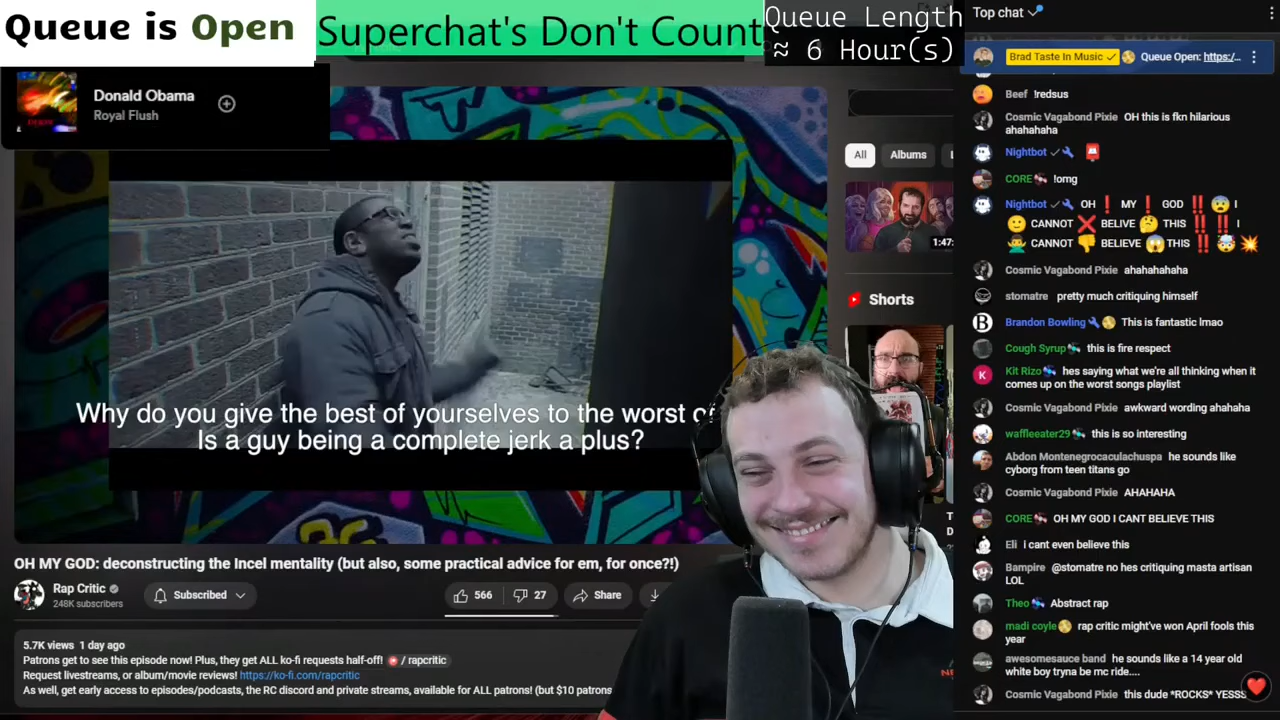 Queue is Open
Superchat's Don't Count
Queue Length
≈ 6 Hour(s)
Donald Obama
Royal Flush
All
Albums
1:47:
Shorts
Why do you give the best of yourselves to the worst
Is a guy being a complete jerk a plus?
OH MY GOD: deconstructing the Incel mentality (but also, some practical advice for em, for once?!)
Rap Critic
248K subscribers
Subscribed
566
27
Share
5.7K views 1 day ago
Patrons get to see this episode now! Plus, they get ALL ko-fi requests half-off! / rapcritic
Request livestreams, or album/movie reviews! https://ko-fi.com/rapcritic
As well, get early access to episodes/podcasts, the RC discord and private streams, available for ALL patrons! (but $10 patrons
Top chat
Brad Taste In Music Queue Open: https:/...
Beef !redsus
Cosmic Vagabond Pixie OH this is fkn hilarious
ahahahaha
Nightbot
CORE !omg
Nightbot OH ❗ MY ❗ GOD ‼️ 😨 I
🙂 CANNOT ❌ BELIVE 🤔 THIS ‼️ ‼️ I
🙅‍♂️ CANNOT 👎 BELIEVE 😱 THIS ‼️ 🤯 💥
Cosmic Vagabond Pixie ahahahahaha
stomatre pretty much critiquing himself
Brandon Bowling This is fantastic lmao
Cough Syrup this is fire respect
Kit Rizo hes saying what we're all thinking when it
comes up on the worst songs playlist
Cosmic Vagabond Pixie awkward wording ahahaha
waffleeater29 this is so interesting
Abdon Montenegrocaculachuspa he sounds like
cyborg from teen titans go
Cosmic Vagabond Pixie AHAHAHA
CORE OH MY GOD I CANT BELIEVE THIS
Eli i cant even believe this
Bampire @stomatre no hes critiquing masta artisan
LOL
Theo Abstract rap
madi coyle rap critic might've won April fools this
year
awesomesauce band he sounds like a 14 year old
white boy tryna be mc ride....
Cosmic Vagabond Pixie this dude *ROCKS* YESSS